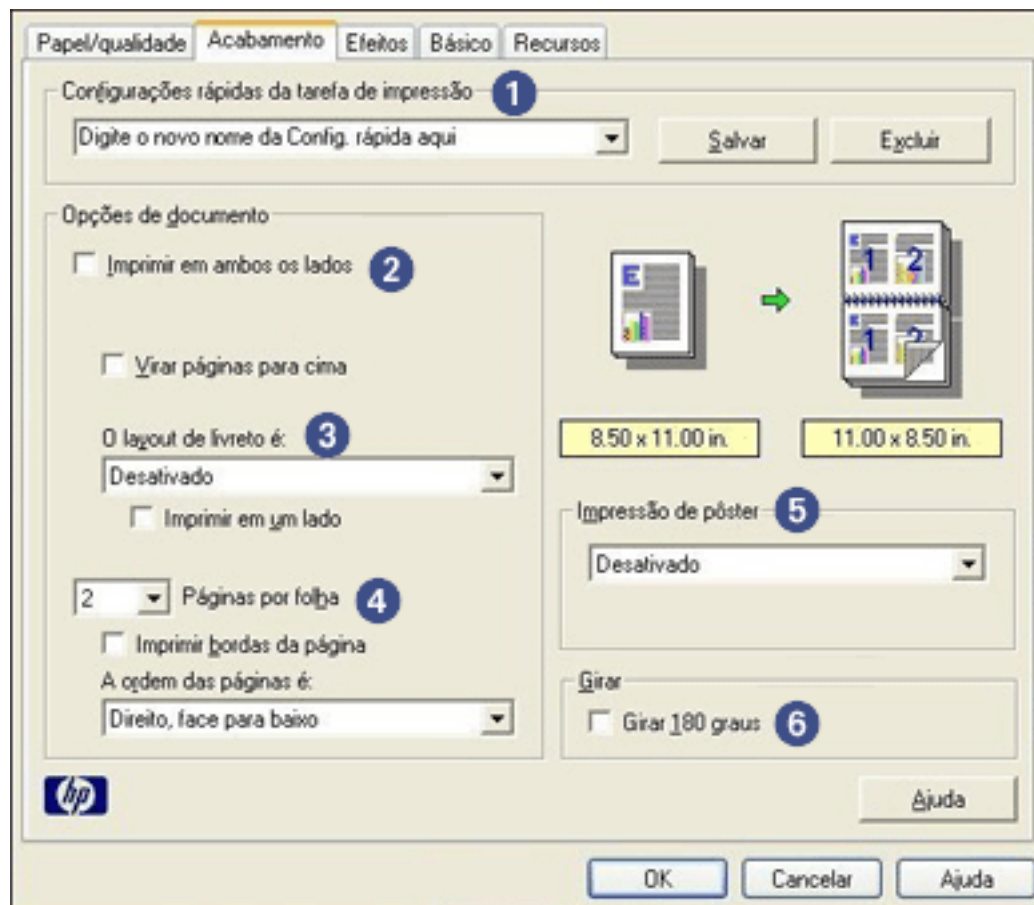 Papel/qualidade Acabamento Efeitos Básico Recursos
Configurações rápidas da tarefa de impressão 1
Digite o novo nome da Config. rápida aqui Salvar Excluir
Opções de documento
Imprimir em ambos os lados 2
Virar páginas para cima
O layout de livreto é: 3
Desativado
Imprimir em um lado
2 Páginas por folha 4
Imprimir bordas da página
A ordem das páginas é:
Direito, face para baixo
E
E E
1 2
E
1 2
8.50 x 11.00 in. 11.00 x 8.50 in.
Impressão de pôster 5
Desativado
Girar
Girar 180 graus 6
hp
Ajuda
OK Cancelar Ajuda